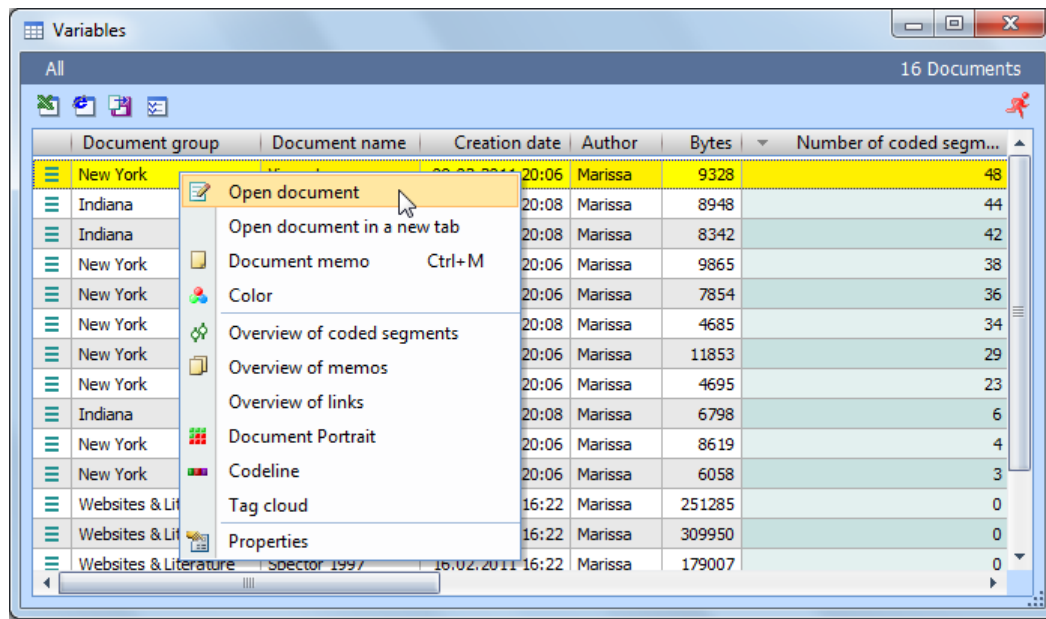 Variables
All 16 Documents
Document group Document name Creation date Author Bytes Number of coded segm...
New York 20:06 Marissa 9328 48
Open document
Indiana 20:08 Marissa 8948 44
Open document in a new tab
Indiana 20:08 Marissa 8342 42
New York Document memo Ctrl+M 20:06 Marissa 9865 38
New York Color 20:06 Marissa 7854 36
New York Overview of coded segments 20:08 Marissa 4685 34
New York Overview of memos 20:06 Marissa 11853 29
New York 20:06 Marissa 4695 23
Overview of links
Indiana 20:08 Marissa 6798 6
New York Document Portrait 20:06 Marissa 8619 4
New York Codeline 20:06 Marissa 6058 3
Websites & Lit Tag cloud 16:22 Marissa 251285 0
Websites & Lit Properties 16:22 Marissa 309950 0
Websites & Literature Spector 1997 16.02.2011 16:22 Marissa 179007 0